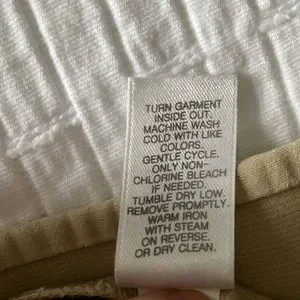 TURN GARMENT
INSIDE OUT.
MACHINE WASH
COLD WITH LIKE
COLORS.
GENTLE CYCLE.
ONLY NON-
CHLORINE BLEACH
IF NEEDED.
TUMBLE DRY LOW.
REMOVE PROMPTLY.
WARM IRON
WITH STEAM
ON REVERSE.
OR DRY CLEAN.